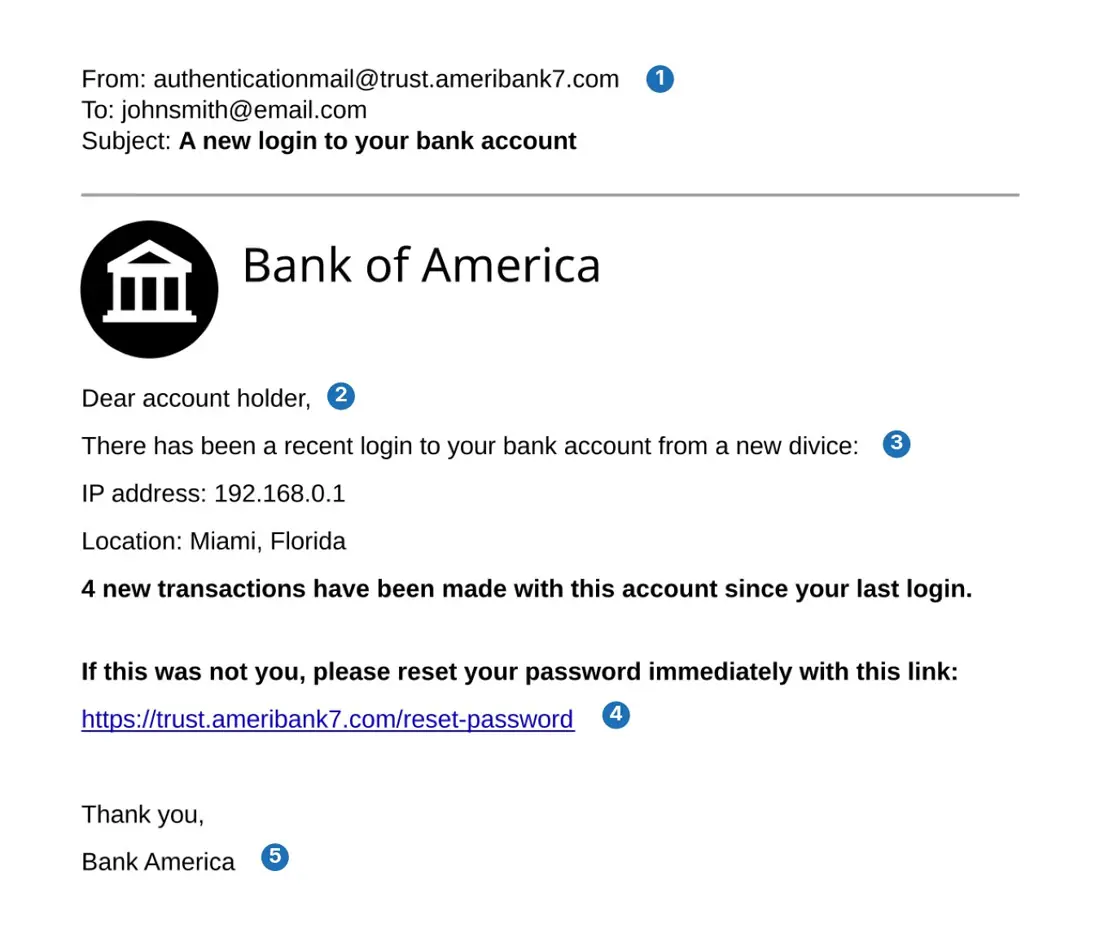 From: authenticationmail@trust.ameribank7.com 1
To: johnsmith@email.com
Subject: A new login to your bank account
Bank of America
Dear account holder, 2
There has been a recent login to your bank account from a new divice: 3
IP address: 192.168.0.1
Location: Miami, Florida
4 new transactions have been made with this account since your last login.
If this was not you, please reset your password immediately with this link:
https://trust.ameribank7.com/reset-password 4
Thank you,
Bank America 5